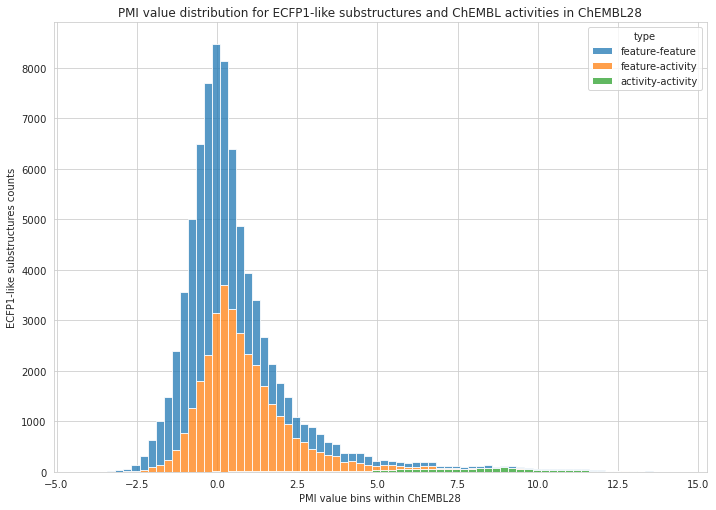 PMI value distribution for ECFP1-like substructures and ChEMBL activities in ChEMBL28
type
feature-feature
feature-activity
activity-activity
8000
7000
6000
5000
4000
3000
2000
1000
0
ECFP1-like substructures counts
−5.0 −2.5 0.0 2.5 5.0 7.5 10.0 12.5 15.0
PMI value bins within ChEMBL28